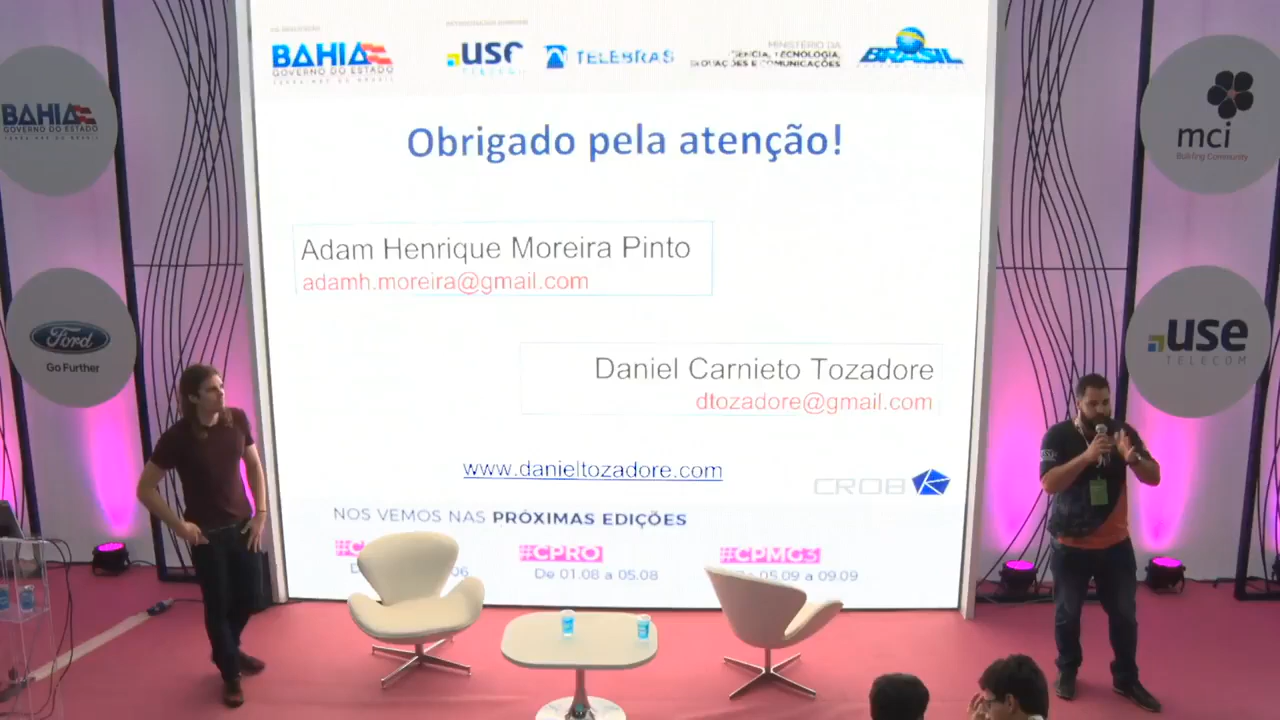 BAHIA
GOVERNO DO ESTADO
USE
TELECOM
TELEBRAS
MINISTÉRIO DA
CIÊNCIA, TECNOLOGIA,
INOVAÇÕES E COMUNICAÇÕES
BRASIL
Obrigado pela atenção!
Adam Henrique Moreira Pinto
adamh.moreira@gmail.com
Daniel Carnieto Tozadore
dtozadore@gmail.com
www.danieltozadore.com
CROB
NOS VEMOS NAS PRÓXIMAS EDIÇÕES
#CPRO
#CPMG3
De 01.08 a 05.08
05.09 a 09.09
BAHIA
GOVERNO DO ESTADO
Ford
Go Further
mci
Building Community
USE
TELECOM